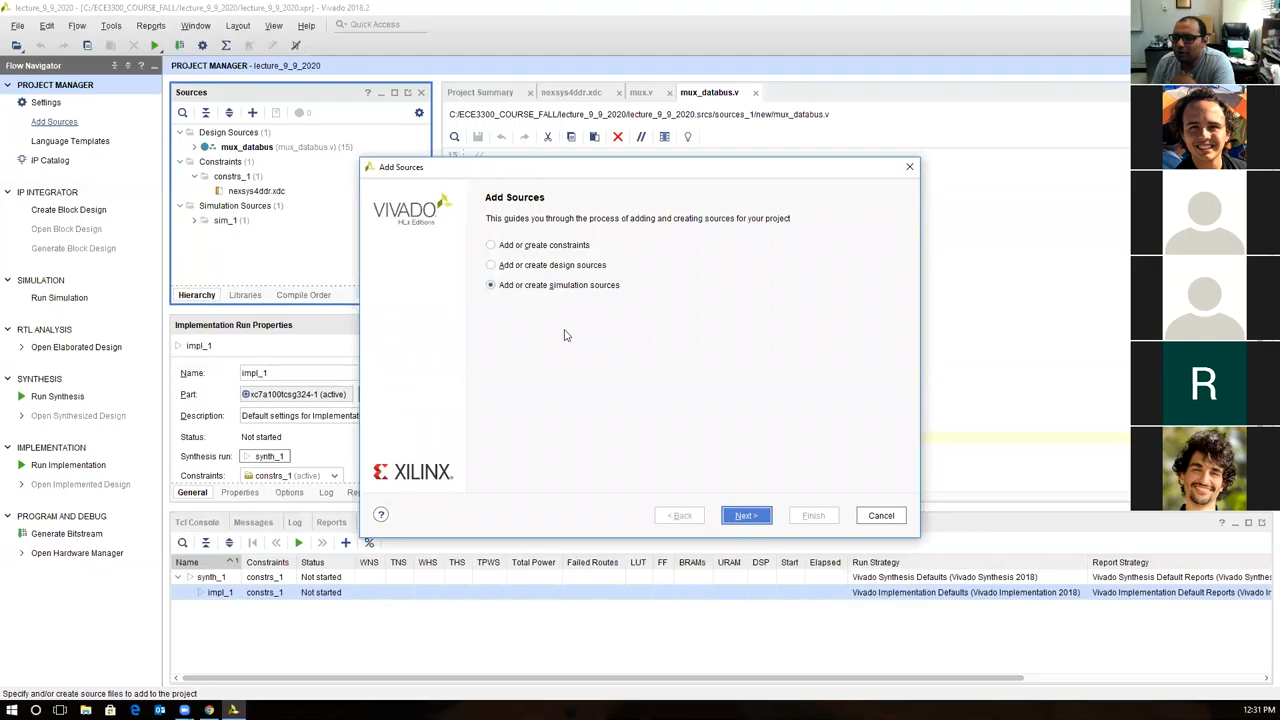 lecture_9_9_2020 - [C:/ECE3300_COURSE_FALL/lecture_9_9_2020/lecture_9_9_2020.xpr] - Vivado 2018.2
File Edit Flow Tools Reports Window Layout View Help Quick Access
Flow Navigator
PROJECT MANAGER - lecture_9_9_2020
PROJECT MANAGER
Settings
Add Sources
Language Templates
IP Catalog
IP INTEGRATOR
Create Block Design
Open Block Design
Generate Block Design
SIMULATION
Run Simulation
RTL ANALYSIS
Open Elaborated Design
SYNTHESIS
Run Synthesis
Open Synthesized Design
IMPLEMENTATION
Run Implementation
Open Implemented Design
PROGRAM AND DEBUG
Generate Bitstream
Open Hardware Manager
Sources
0
Design Sources (1)
mux_databus (mux_databus.v) (15)
Constraints (1)
constrs_1 (1)
nexsys4ddr.xdc
Simulation Sources (1)
sim_1 (1)
Hierarchy Libraries Compile Order
Implementation Run Properties
impl_1
Name: impl_1
Part: xc7a100tcsg324-1 (active)
Description: Default settings for Implementat
Status: Not started
Synthesis run: synth_1
Constraints: constrs_1 (active)
General Properties Options Log
Project Summary nexsys4ddr.xdc mux.v mux_databus.v
C:/ECE3300_COURSE_FALL/lecture_9_9_2020/lecture_9_9_2020.srcs/sources_1/new/mux_databus.v
15 //
Add Sources
VIVADO
HLx Editions
Add Sources
This guides you through the process of adding and creating sources for your project
Add or create constraints
Add or create design sources
Add or create simulation sources
XILINX
? < Back Next > Finish Cancel
R
Tcl Console Messages Log Reports
Name Constraints Status WNS TNS WHS THS TPWS Total Power Failed Routes LUT FF BRAMs URAM DSP Start Elapsed Run Strategy Report Strategy
synth_1 constrs_1 Not started Vivado Synthesis Defaults (Vivado Synthesis 2018) Vivado Synthesis Default Reports (Vivado Synthes
impl_1 constrs_1 Not started Vivado Implementation Defaults (Vivado Implementation 2018) Vivado Implementation Default Reports (Vivado Im
Specify and/or create source files to add to the project
12:31 PM